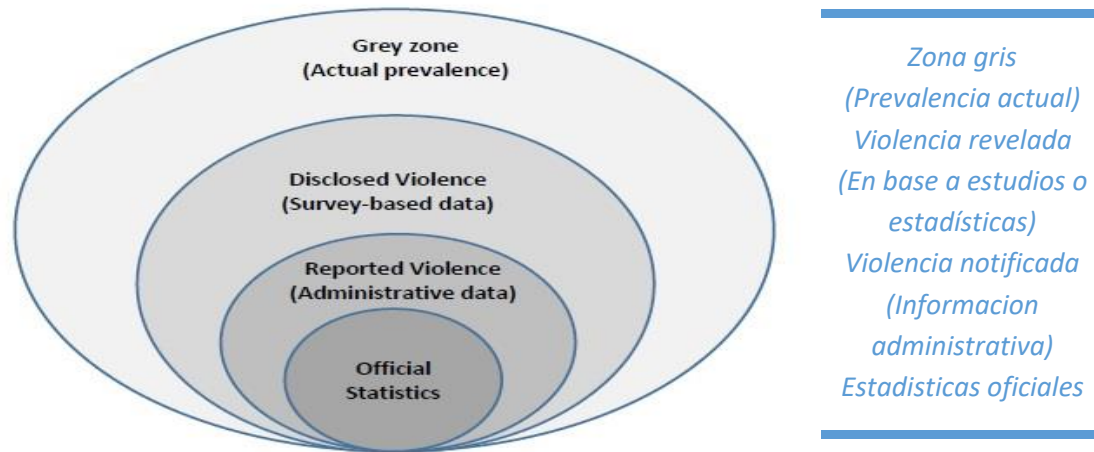 Grey zone
(Actual prevalence)
Disclosed Violence
(Survey-based data)
Reported Violence
(Administrative data)
Official
Statistics
Zona gris
(Prevalencia actual)
Violencia revelada
(En base a estudios o
estadísticas)
Violencia notificada
(Informacion
administrativa)
Estadisticas oficiales